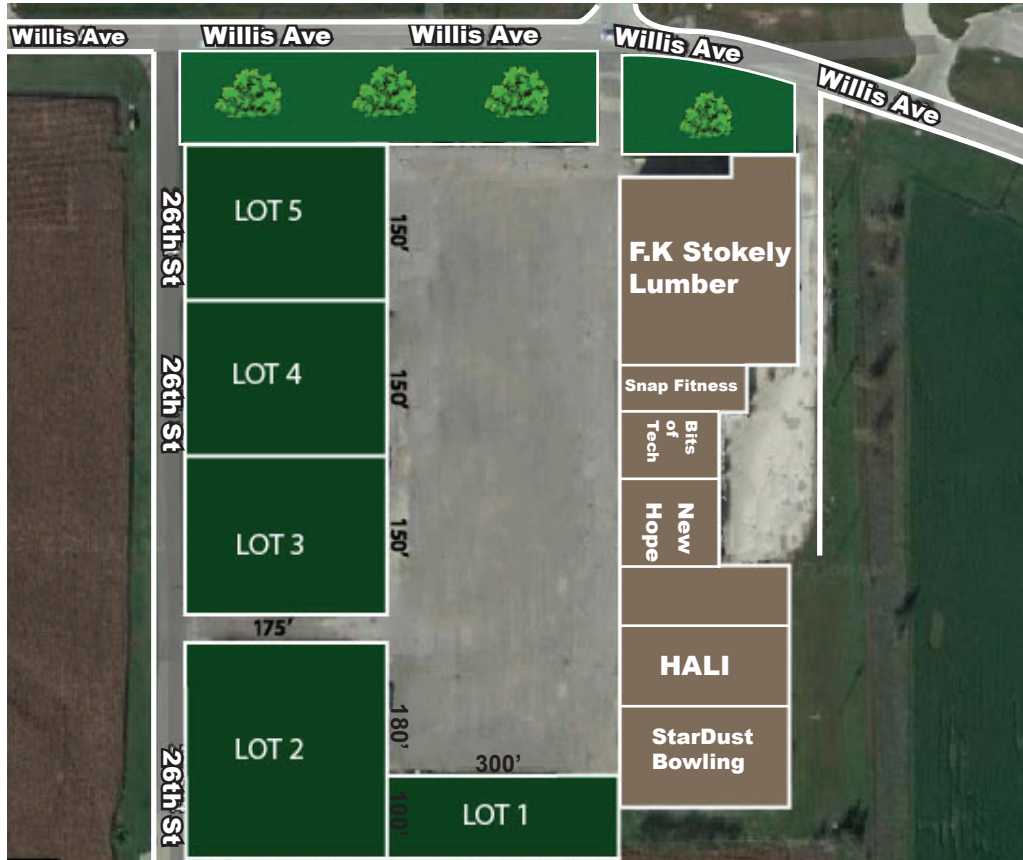 Willis Ave
Willis Ave
Willis Ave
Willis Ave
Willis Ave
26th St
LOT 5
150'
F.K Stokely
Lumber
26th St
LOT 4
150'
Snap Fitness
Bits
of
Tech
LOT 3
150'
New
Hope
175'
HALI
26th St
LOT 2
180'
StarDust
Bowling
300'
100'
LOT 1